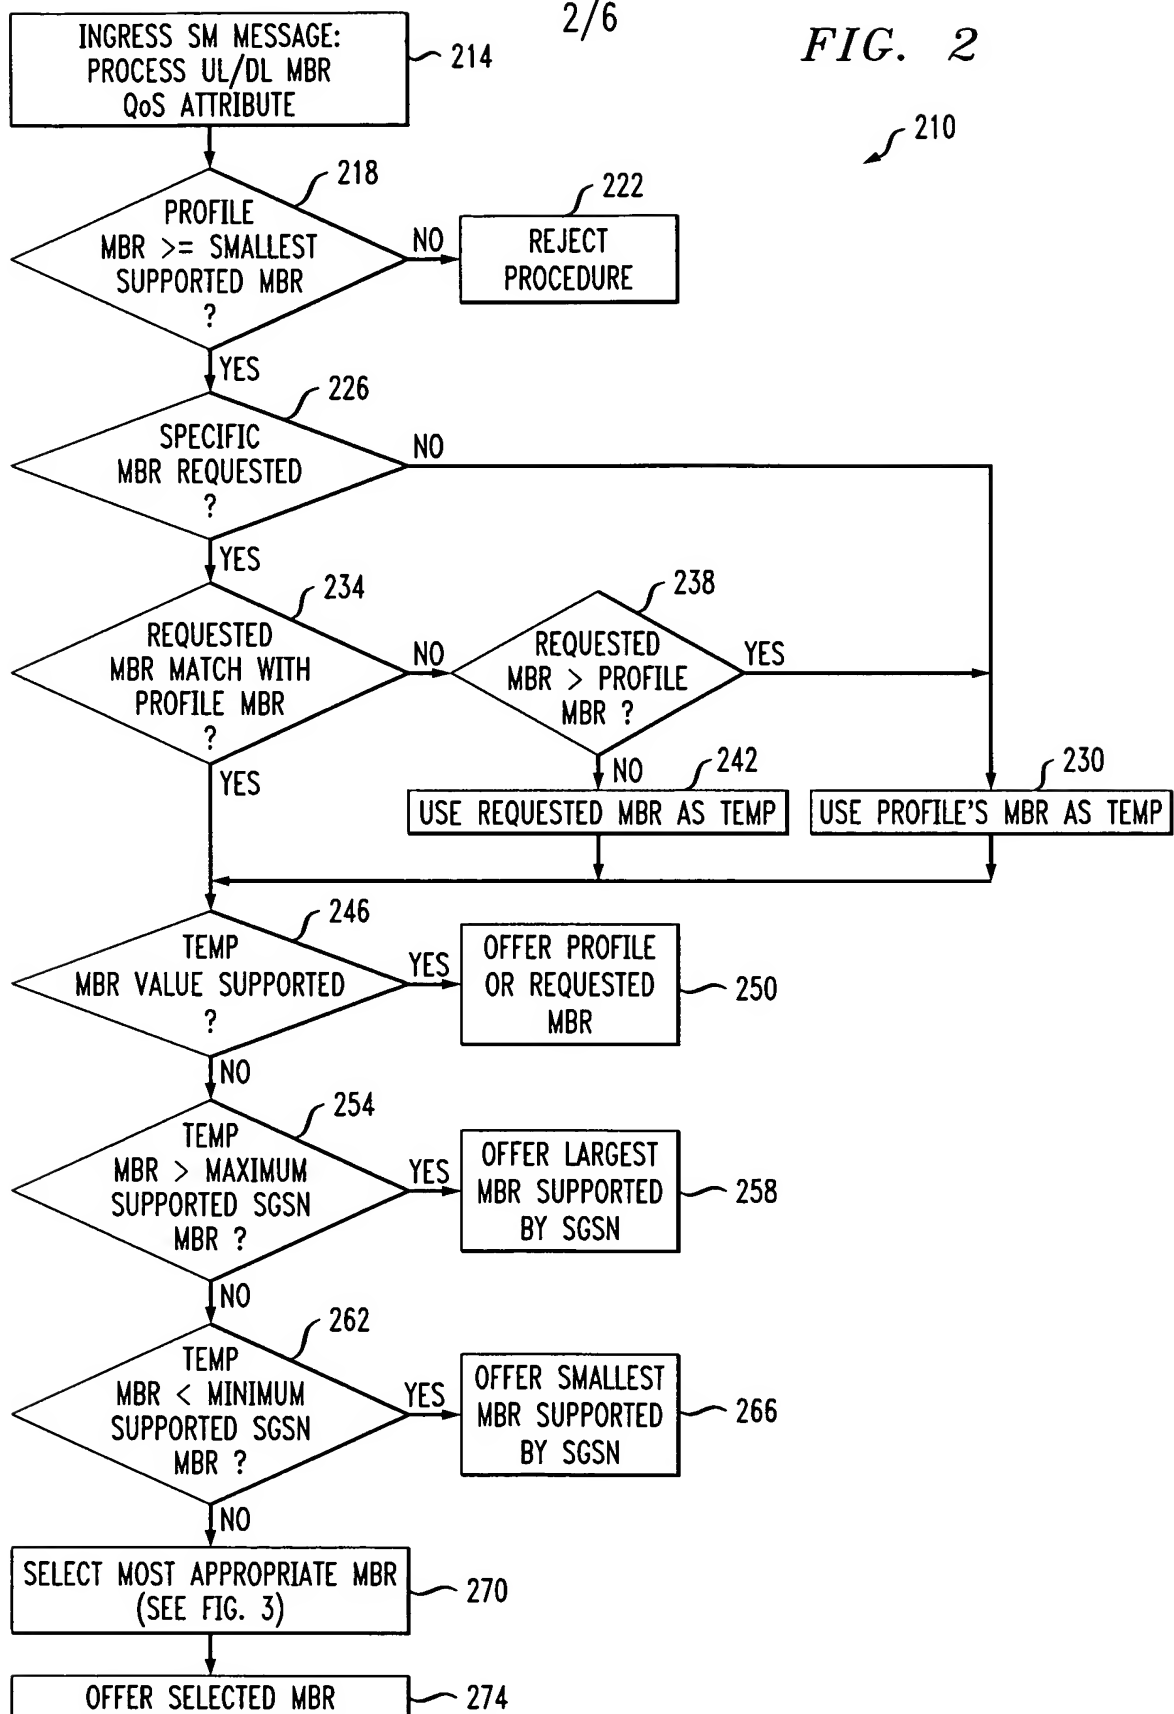 2/6
FIG. 2
210
INGRESS SM MESSAGE:
PROCESS UL/DL MBR
QoS ATTRIBUTE
214
PROFILE
MBR >= SMALLEST
SUPPORTED MBR
?
218
NO
REJECT
PROCEDURE
222
YES
SPECIFIC
MBR REQUESTED
?
226
NO
YES
REQUESTED
MBR MATCH WITH
PROFILE MBR
?
234
NO
REQUESTED
MBR > PROFILE
MBR ?
238
YES
NO
YES
USE REQUESTED MBR AS TEMP
242
USE PROFILE'S MBR AS TEMP
230
TEMP
MBR VALUE SUPPORTED
?
246
YES
OFFER PROFILE
OR REQUESTED
MBR
250
NO
TEMP
MBR > MAXIMUM
SUPPORTED SGSN
MBR ?
254
YES
OFFER LARGEST
MBR SUPPORTED
BY SGSN
258
NO
TEMP
MBR < MINIMUM
SUPPORTED SGSN
MBR ?
262
YES
OFFER SMALLEST
MBR SUPPORTED
BY SGSN
266
NO
SELECT MOST APPROPRIATE MBR
(SEE FIG. 3)
270
OFFER SELECTED MBR
274